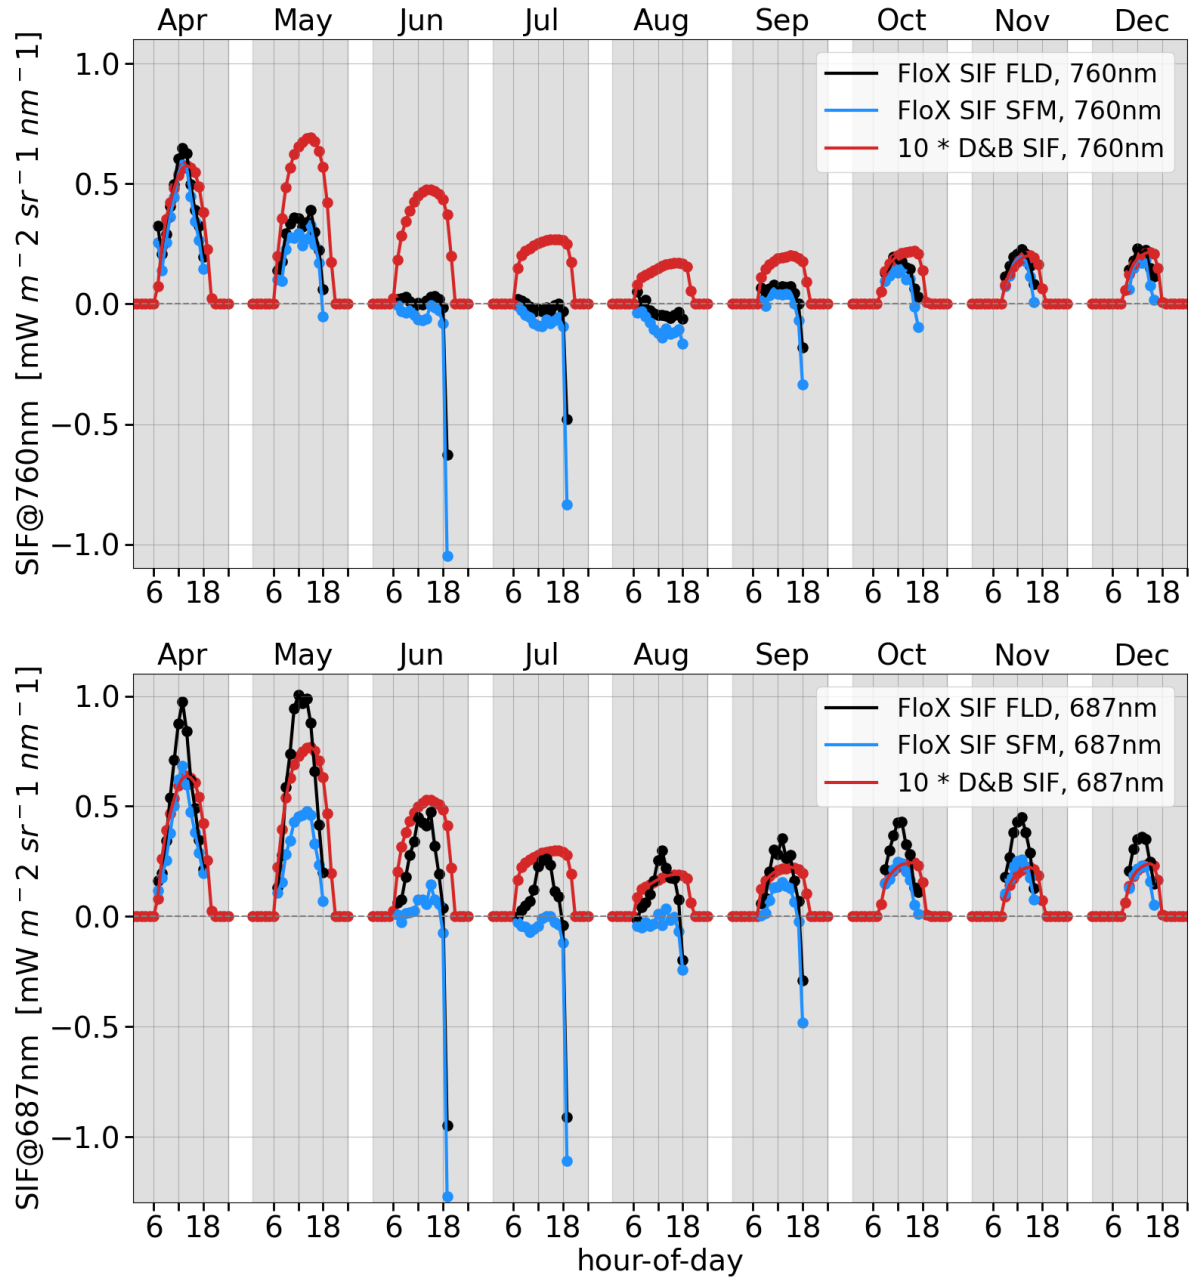 Apr May Jun Jul Aug Sep Oct Nov Dec
SIF@760nm [mW m−2 sr−1 nm−1]
1.0
0.5
0.0
−0.5
−1.0
FloX SIF FLD, 760nm
FloX SIF SFM, 760nm
10 * D&B SIF, 760nm
6 18 6 18 6 18 6 18 6 18 6 18 6 18 6 18 6 18
Apr May Jun Jul Aug Sep Oct Nov Dec
SIF@687nm [mW m−2 sr−1 nm−1]
1.0
0.5
0.0
−0.5
−1.0
FloX SIF FLD, 687nm
FloX SIF SFM, 687nm
10 * D&B SIF, 687nm
6 18 6 18 6 18 6 18 6 18 6 18 6 18 6 18 6 18
hour-of-day